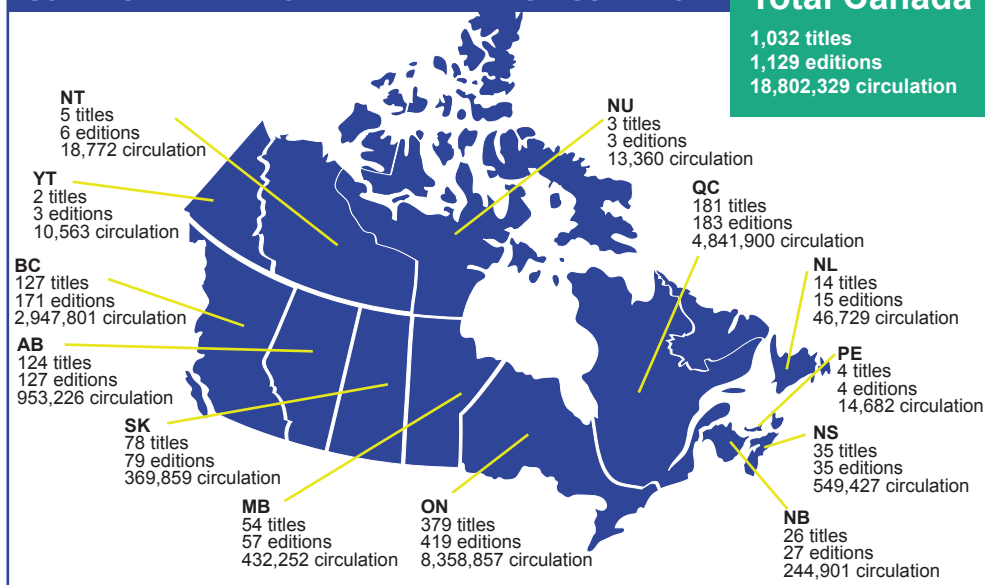 Total Canada
1,032 titles
1,129 editions
18,802,329 circulation
NT
5 titles
6 editions
18,772 circulation
NU
3 titles
3 editions
13,360 circulation
YT
2 titles
3 editions
10,563 circulation
QC
181 titles
183 editions
4,841,900 circulation
BC
127 titles
171 editions
2,947,801 circulation
NL
14 titles
15 editions
46,729 circulation
AB
124 titles
127 editions
953,226 circulation
PE
4 titles
4 editions
14,682 circulation
SK
78 titles
79 editions
369,859 circulation
NS
35 titles
35 editions
549,427 circulation
MB
54 titles
57 editions
432,252 circulation
ON
379 titles
419 editions
8,358,857 circulation
NB
26 titles
27 editions
244,901 circulation